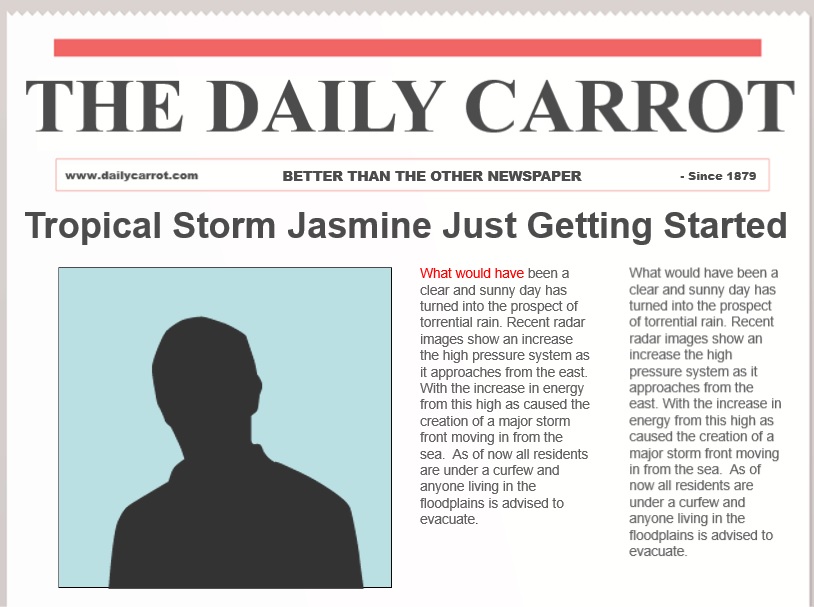 THE DAILY CARROT
www.dailycarrot.com
BETTER THAN THE OTHER NEWSPAPER
- Since 1879
Tropical Storm Jasmine Just Getting Started
What would have been a
clear and sunny day has
turned into the prospect of
torrential rain. Recent radar
images show an increase
the high pressure system as
it approaches from the east.
With the increase in energy
from this high as caused the
creation of a major storm
front moving in from the
sea.  As of now all residents
are under a curfew and
anyone living in the
floodplains is advised to
evacuate.
What would have been a
clear and sunny day has
turned into the prospect
of torrential rain. Recent
radar images show an
increase the high
pressure system as it
approaches from the
east. With the increase in
energy from this high as
caused the creation of a
major storm front moving
in from the sea.  As of
now all residents are
under a curfew and
anyone living in the
floodplains is advised to
evacuate.